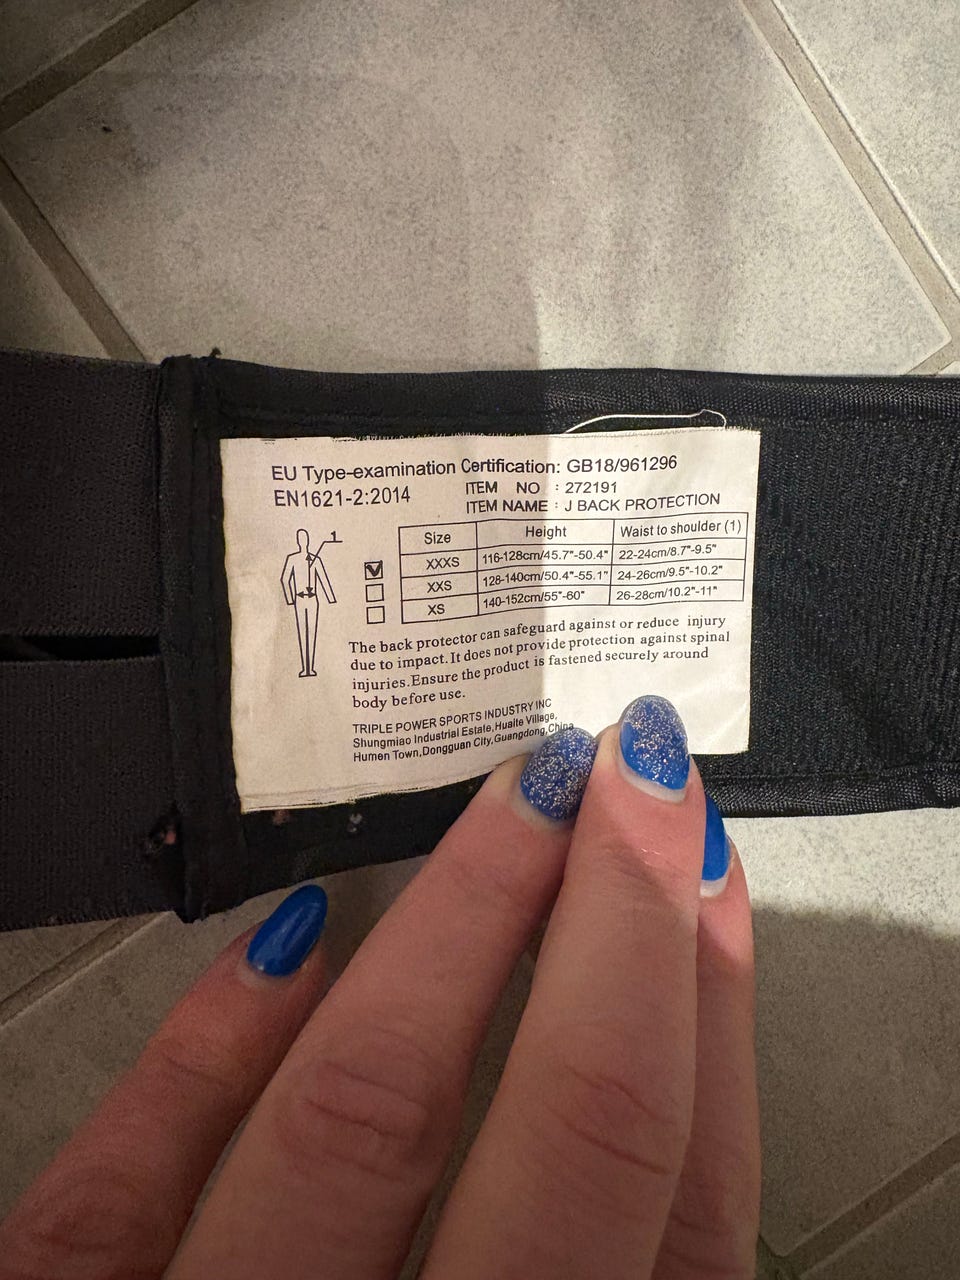 EU Type-examination Certification: GB18/961296
EN1621-2:2014
ITEM NO : 272191
ITEM NAME : J BACK PROTECTION
1
Size Height Waist to shoulder (1)
XXXS 116-128cm/45.7"-50.4" 22-24cm/8.7"-9.5"
XXS 128-140cm/50.4"-55.1" 24-26cm/9.5"-10.2"
XS 140-152cm/55"-60" 26-28cm/10.2"-11"
The back protector can safeguard against or reduce injury
due to impact. It does not provide protection against spinal
injuries.Ensure the product is fastened securely around
body before use.
TRIPLE POWER SPORTS INDUSTRY INC
Shungmiao Industrial Estate,Huaite Village,
Humen Town,Dongguan City,Guangdong,China